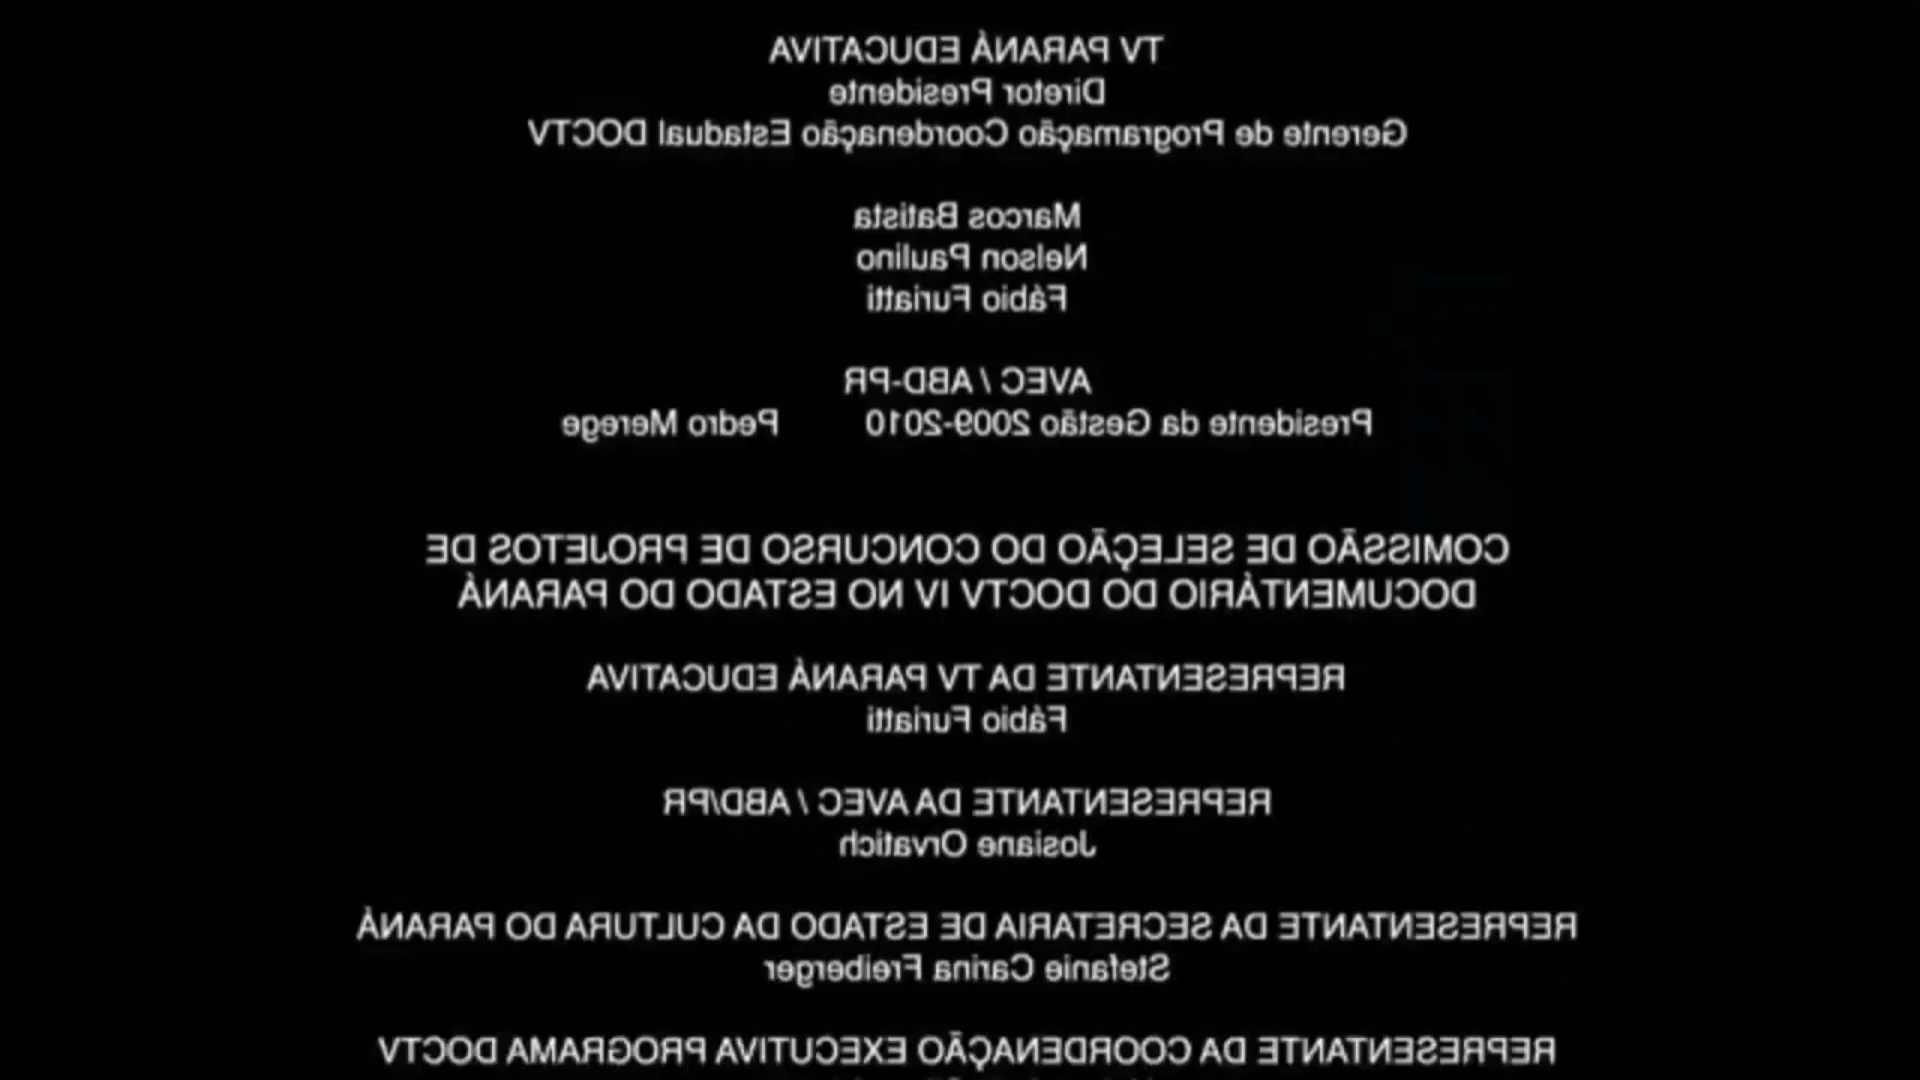 TV PARANÁ EDUCATIVA
Diretor Presidente
Gerente de Programação Coordenação Estadual DOCTV
Marcos Batista
Nelson Paulino
Fábio Furiatti
AVEC / ABD-PR
Presidente da Gestão 2009-2010 Pedro Merege
COMISSÃO DE SELEÇÃO DO CONCURSO DE PROJETOS DE
DOCUMENTÁRIO DO DOCTV IV NO ESTADO DO PARANÁ
REPRESENTANTE DA TV PARANÁ EDUCATIVA
Fábio Furiatti
REPRESENTANTE DA AVEC / ABD/PR
Josiane Orvatich
REPRESENTANTE DA SECRETARIA DE ESTADO DA CULTURA DO PARANÁ
Stefanie Carina Freiberger
REPRESENTANTE DA COORDENAÇÃO EXECUTIVA PROGRAMA DOCTV